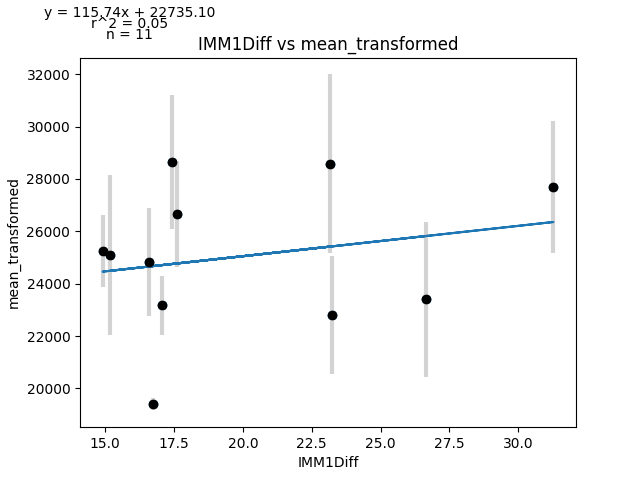 y = 115.74x + 22735.10
r^2 = 0.05
n = 11
IMM1Diff vs mean_transformed
32000
30000
28000
26000
24000
22000
20000
mean_transformed
15.0 17.5 20.0 22.5 25.0 27.5 30.0
IMM1Diff